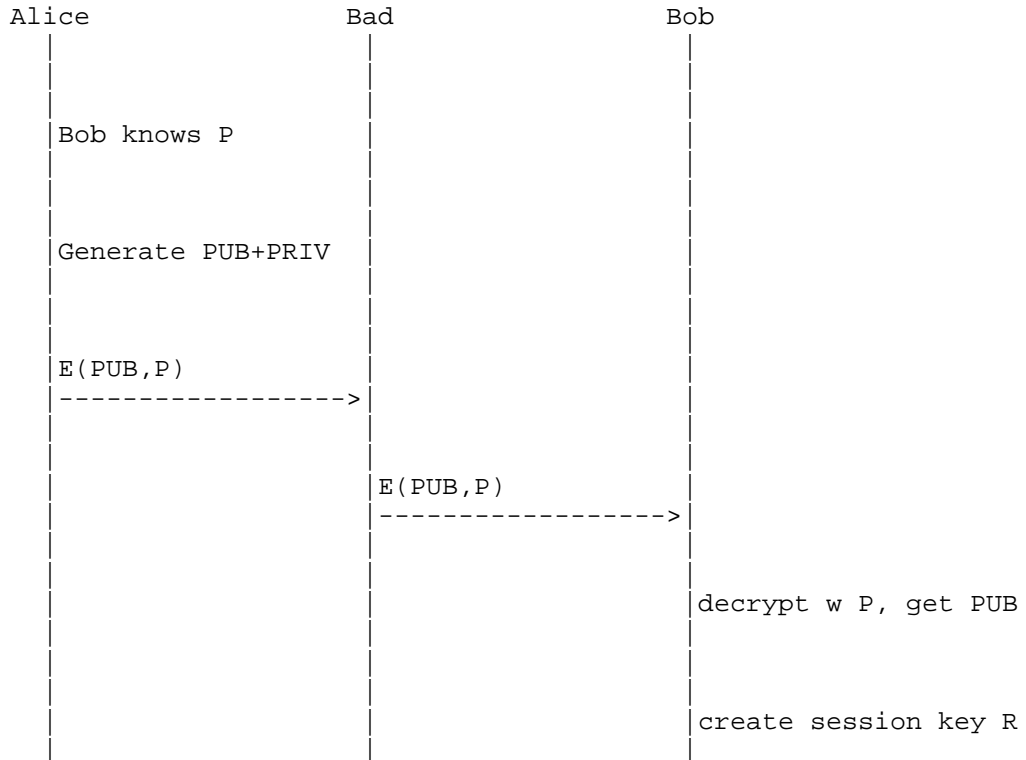 Alice Bad Bob
Bob knows P
Generate PUB+PRIV
E(PUB,P)
E(PUB,P)
decrypt w P, get PUB
create session key R